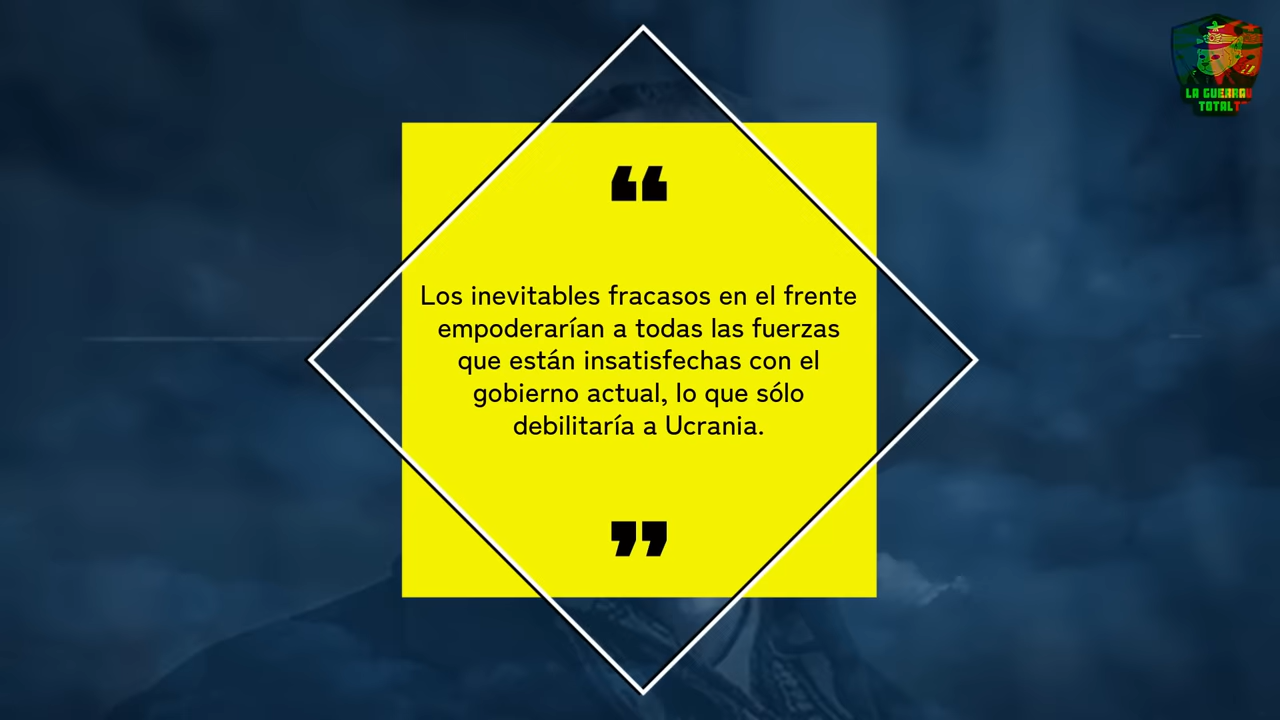 LA GUERRA
TOTAL
“
Los inevitables fracasos en el frente
empoderarían a todas las fuerzas
que están insatisfechas con el
gobierno actual, lo que sólo
debilitaría a Ucrania.
”